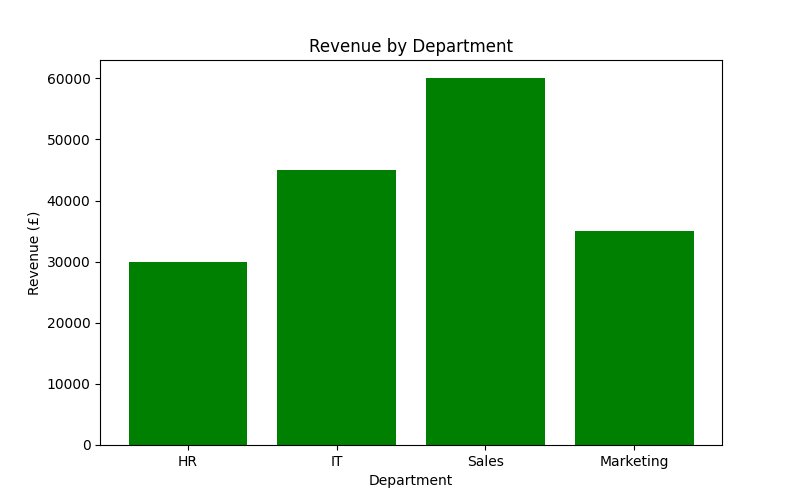 Revenue by Department
Revenue (£)
60000
50000
40000
30000
20000
10000
0
HR IT Sales Marketing
Department